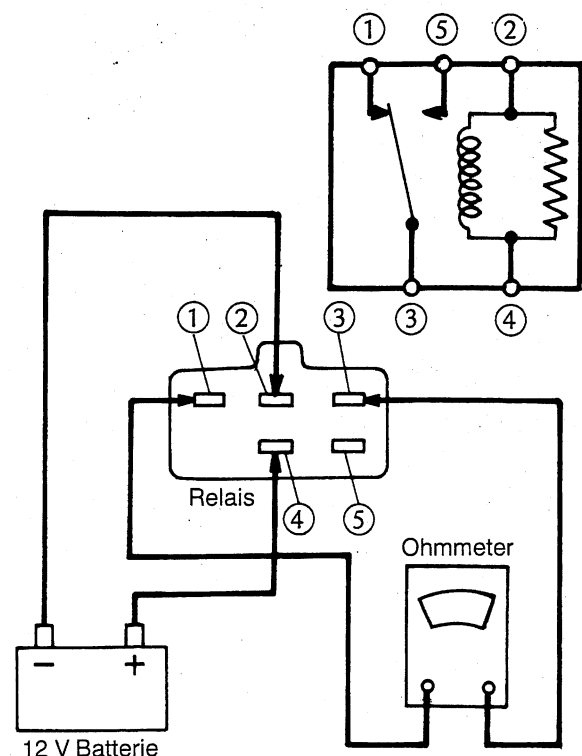 ① ⑤ ②
③ ④
① ② ③
Relais ④ ⑤
Ohmmeter
− +
12 V Batterie